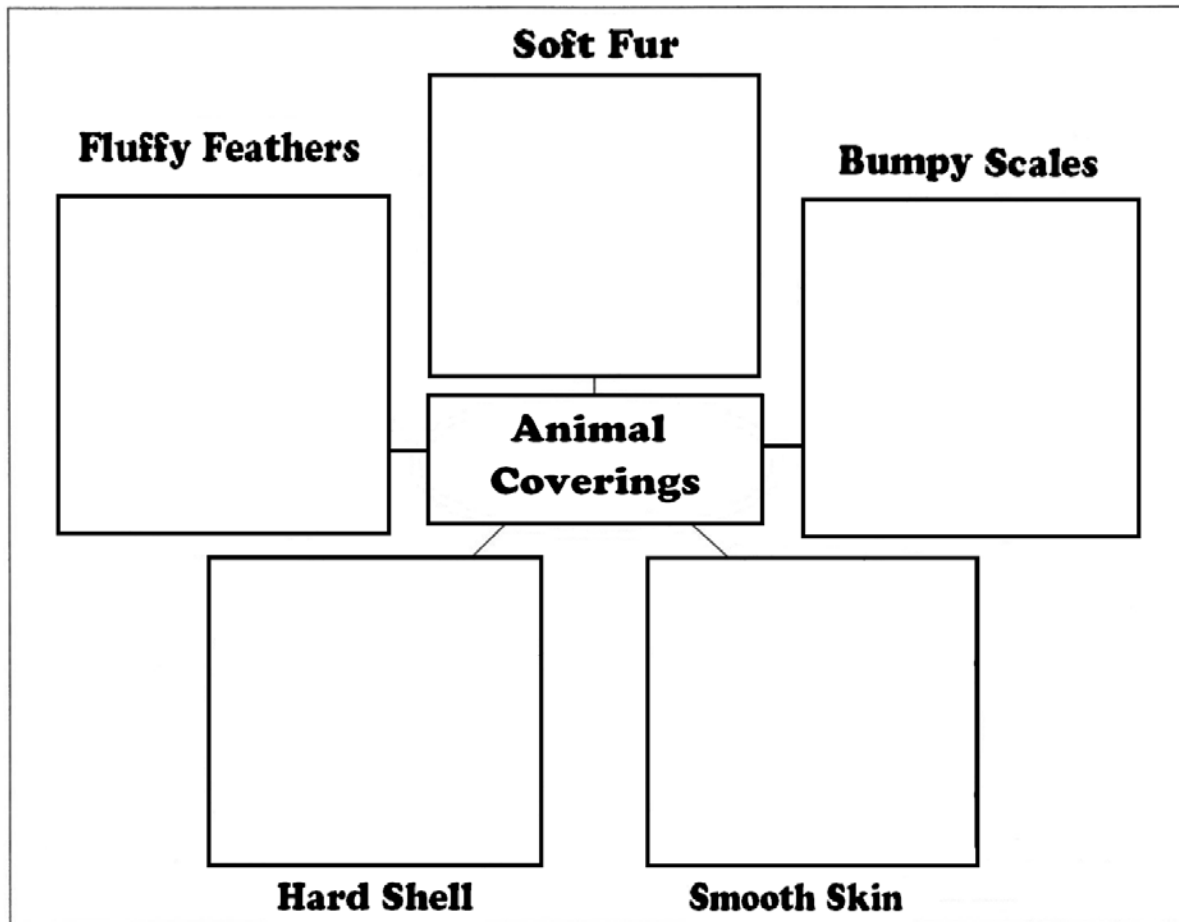 Soft Fur
Fluffy Feathers
Bumpy Scales
Animal
Coverings
Hard Shell
Smooth Skin